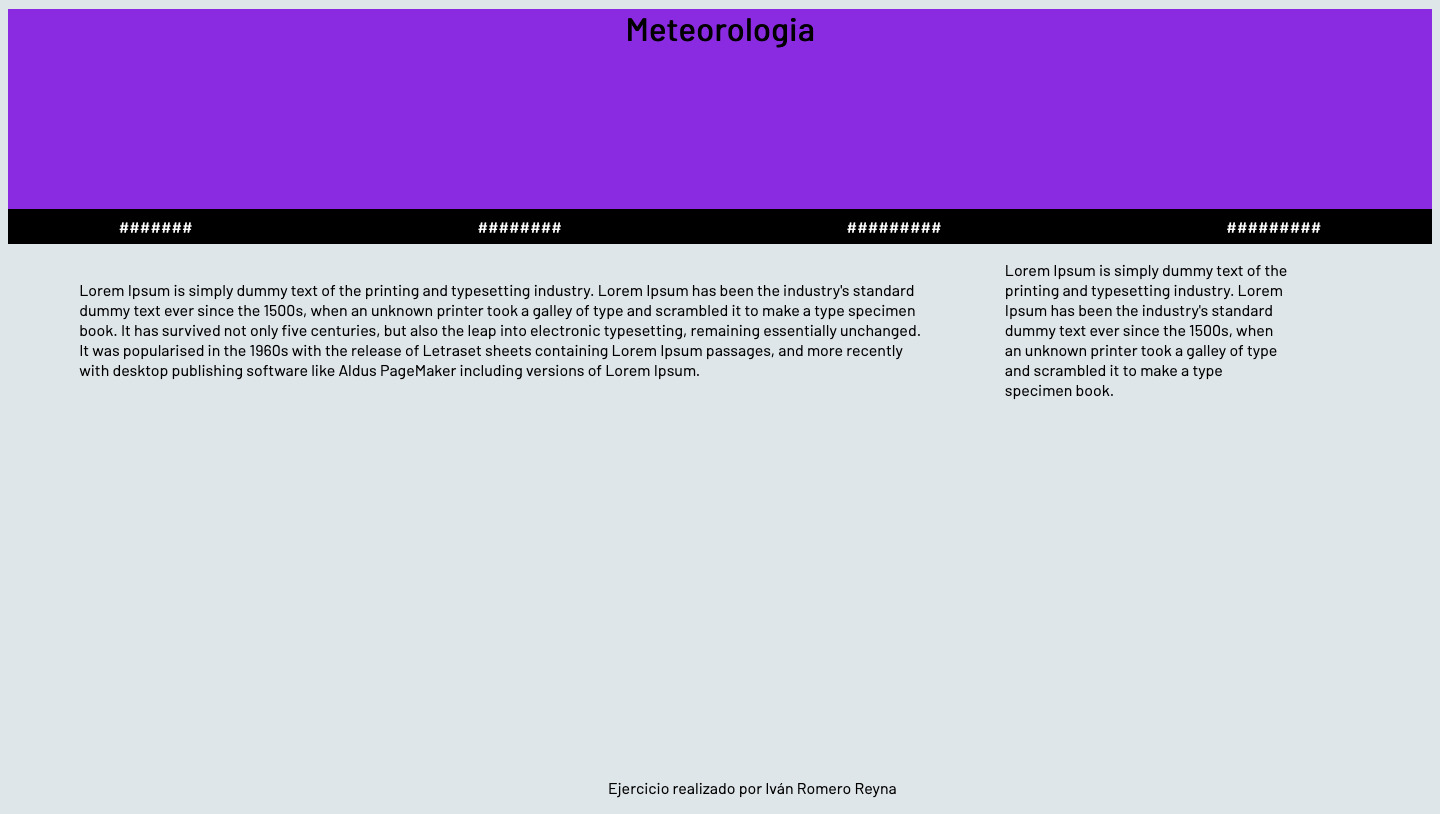 Meteorologia
####### ######## ######### #########
Lorem Ipsum is simply dummy text of the printing and typesetting industry. Lorem Ipsum has been the industry's standard
dummy text ever since the 1500s, when an unknown printer took a galley of type and scrambled it to make a type specimen
book. It has survived not only five centuries, but also the leap into electronic typesetting, remaining essentially unchanged.
It was popularised in the 1960s with the release of Letraset sheets containing Lorem Ipsum passages, and more recently
with desktop publishing software like Aldus PageMaker including versions of Lorem Ipsum.
Lorem Ipsum is simply dummy text of the
printing and typesetting industry. Lorem
Ipsum has been the industry's standard
dummy text ever since the 1500s, when
an unknown printer took a galley of type
and scrambled it to make a type
specimen book.
Ejercicio realizado por Iván Romero Reyna